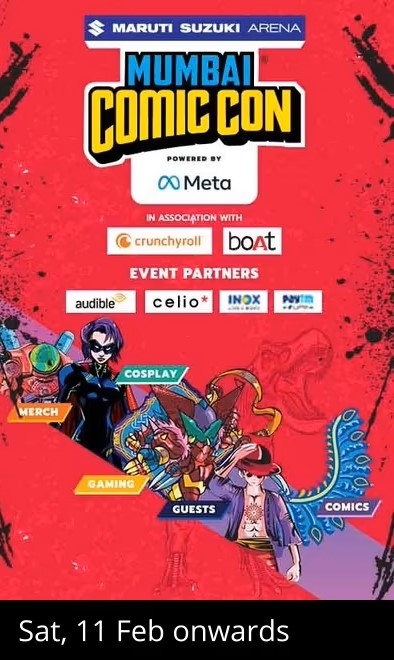 MARUTI SUZUKI ARENA
MUMBAI
COMIC CON
POWERED BY
Meta
IN ASSOCIATION WITH
crunchyroll
boAt
EVENT PARTNERS
audible
celio*
INOX
PAYTM
COSPLAY
MERCH
GAMING
GUESTS
COMICS
Sat, 11 Feb onwards